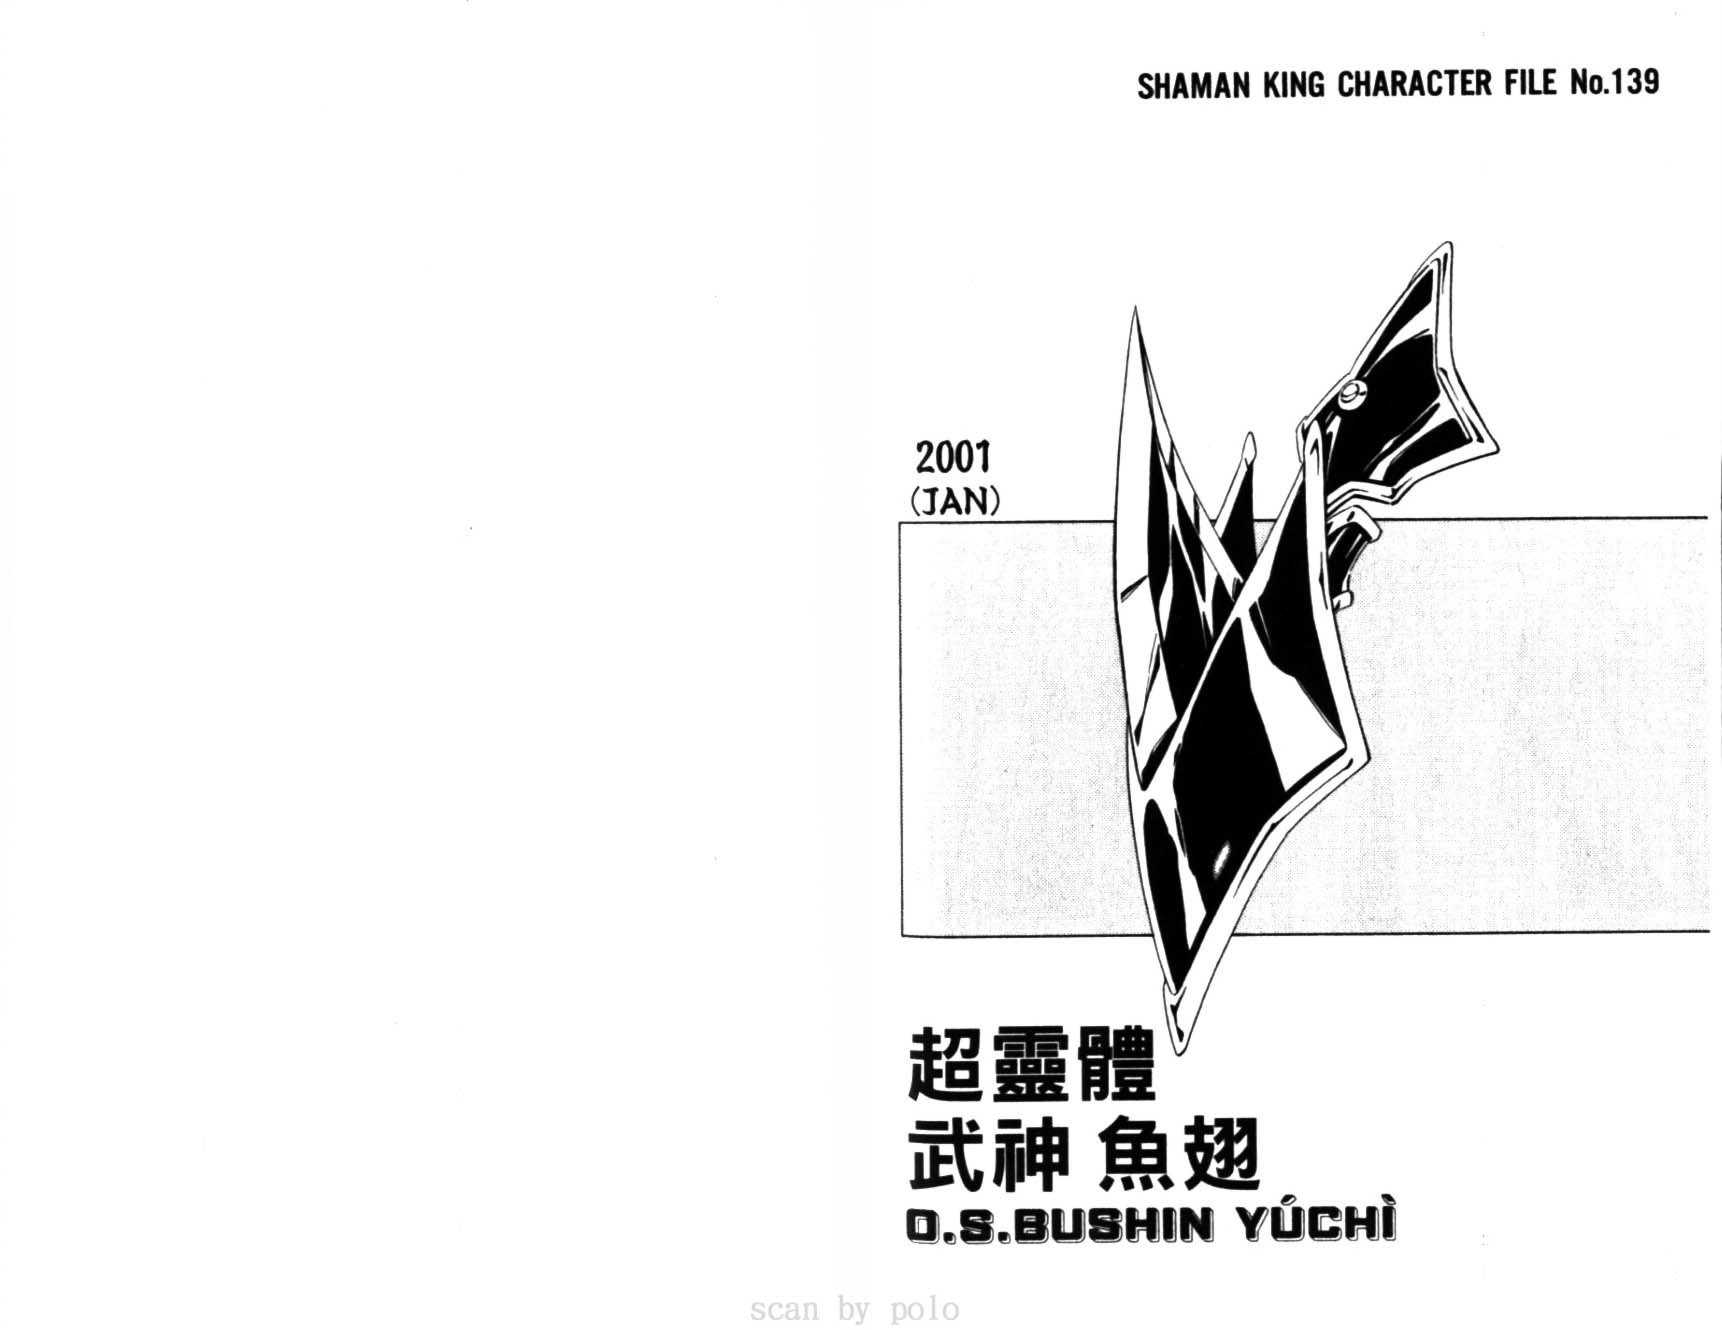 SHAMAN KING CHARACTER FILE No.139
2001
(JAN)
超靈體
武神 魚翅
O.S.BUSHIN YÚCHÌ
scan by polo